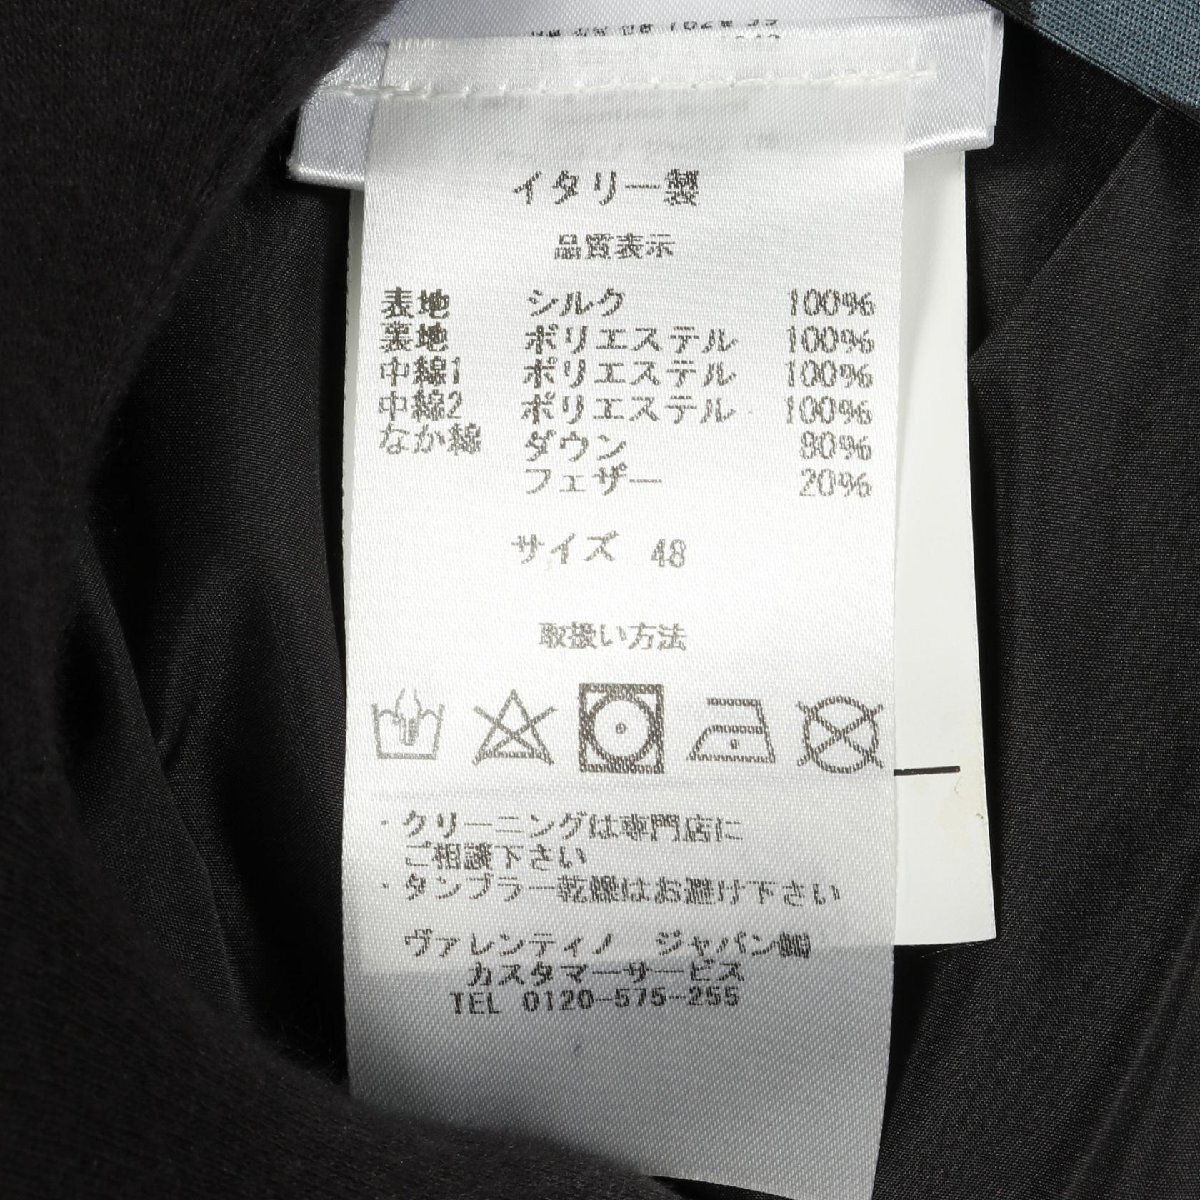 イタリー製
品質表示
表地 シルク 100%
裏地 ポリエステル 100%
中綿1 ポリエステル 100%
中綿2 ポリエステル 100%
なか綿 ダウン 80%
フェザー 20%
サイズ 48
取扱い方法
・クリーニングは専門店に
ご相談下さい
・タンブラー乾燥はお避け下さい
ヴァレンティノ ジャパン㈱
カスタマーサービス
TEL 0120-575-255